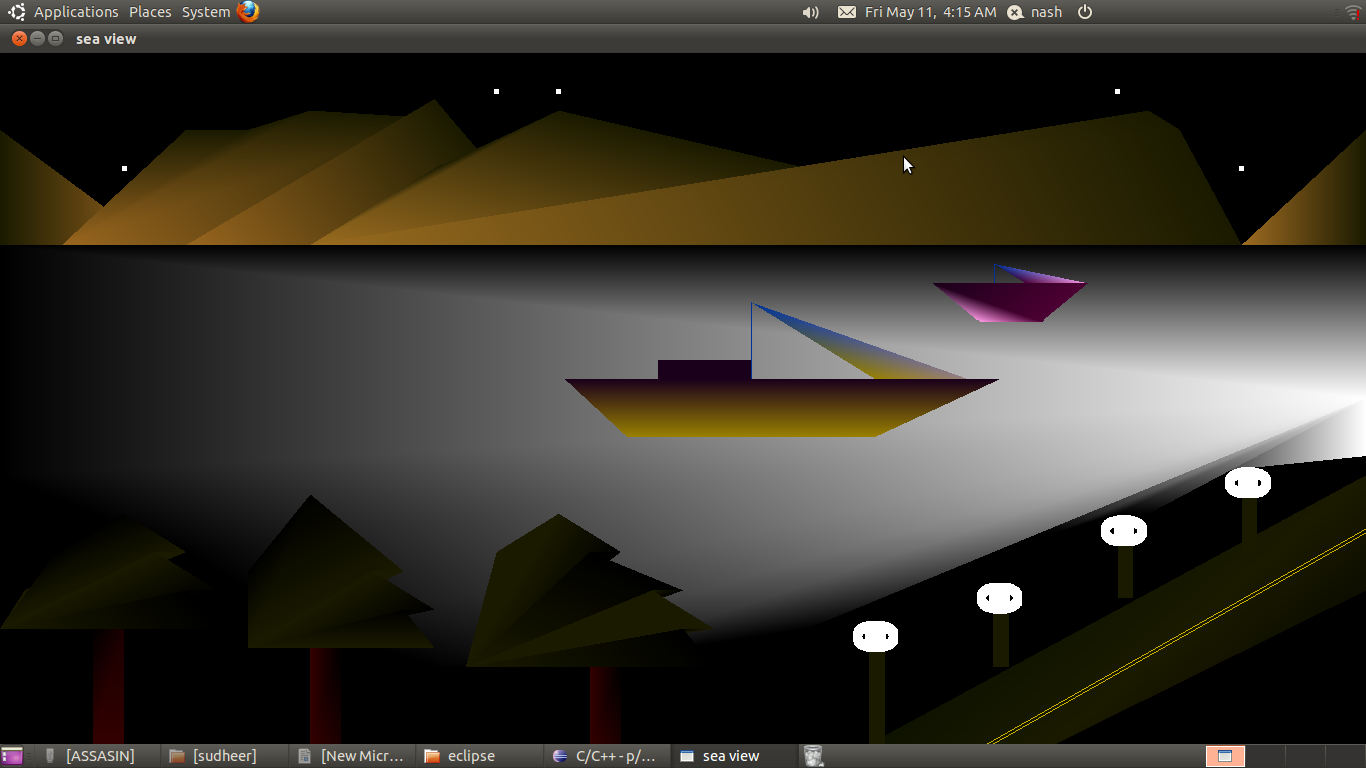 Applications Places System Fri May 11, 4:15 AM nash
sea view
[ASSASIN] [sudheer] [New Micr... eclipse C/C++ - p/... sea view